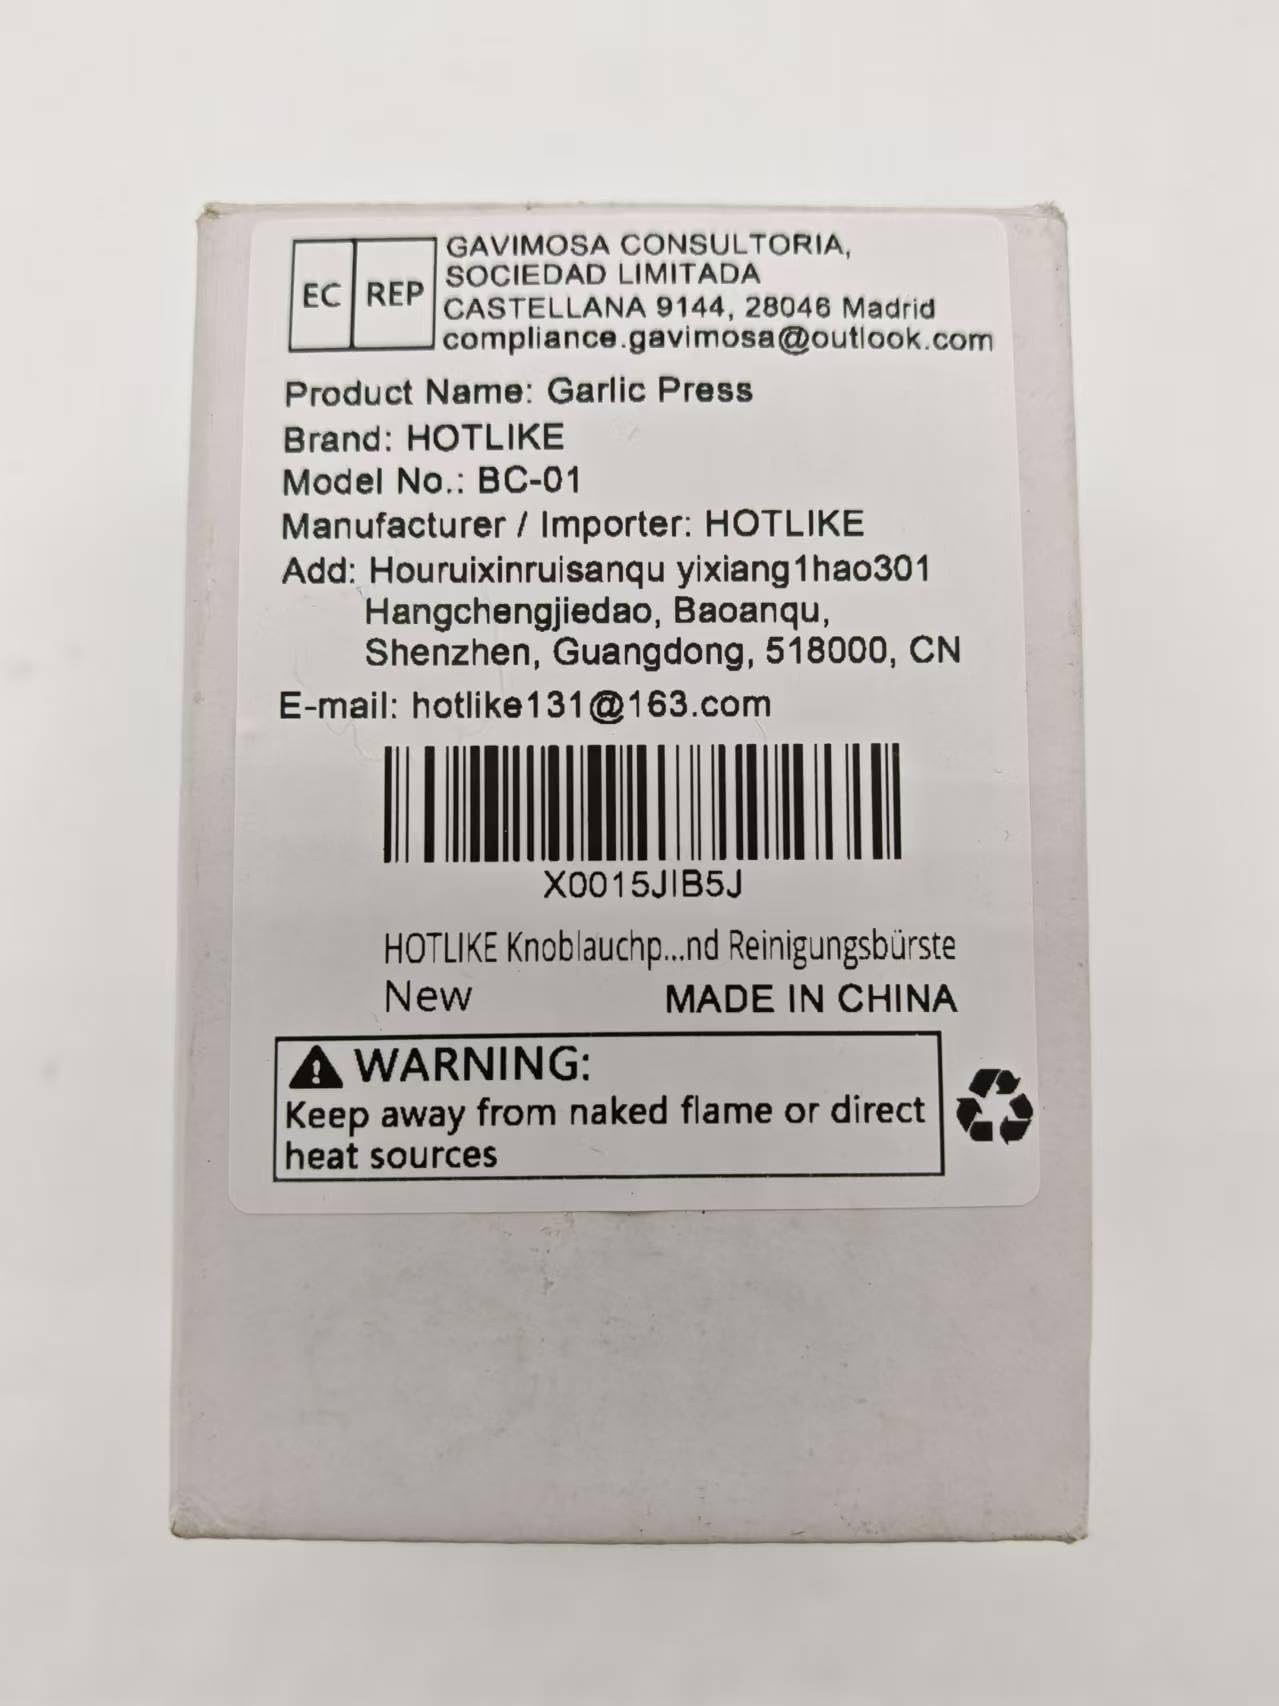 EC REP
GAVIMOSA CONSULTORIA,
SOCIEDAD LIMITADA
CASTELLANA 9144, 28046 Madrid
compliance.gavimosa@outlook.com
Product Name: Garlic Press
Brand: HOTLIKE
Model No.: BC-01
Manufacturer / Importer: HOTLIKE
Add: Houruixinruisanqu yixiang1hao301
Hangchengjiedao, Baoanqu,
Shenzhen, Guangdong, 518000, CN
E-mail: hotlike131@163.com
X0015JIB5J
HOTLIKE Knoblauchp...nd Reinigungsbürste
New MADE IN CHINA
WARNING:
Keep away from naked flame or direct
heat sources